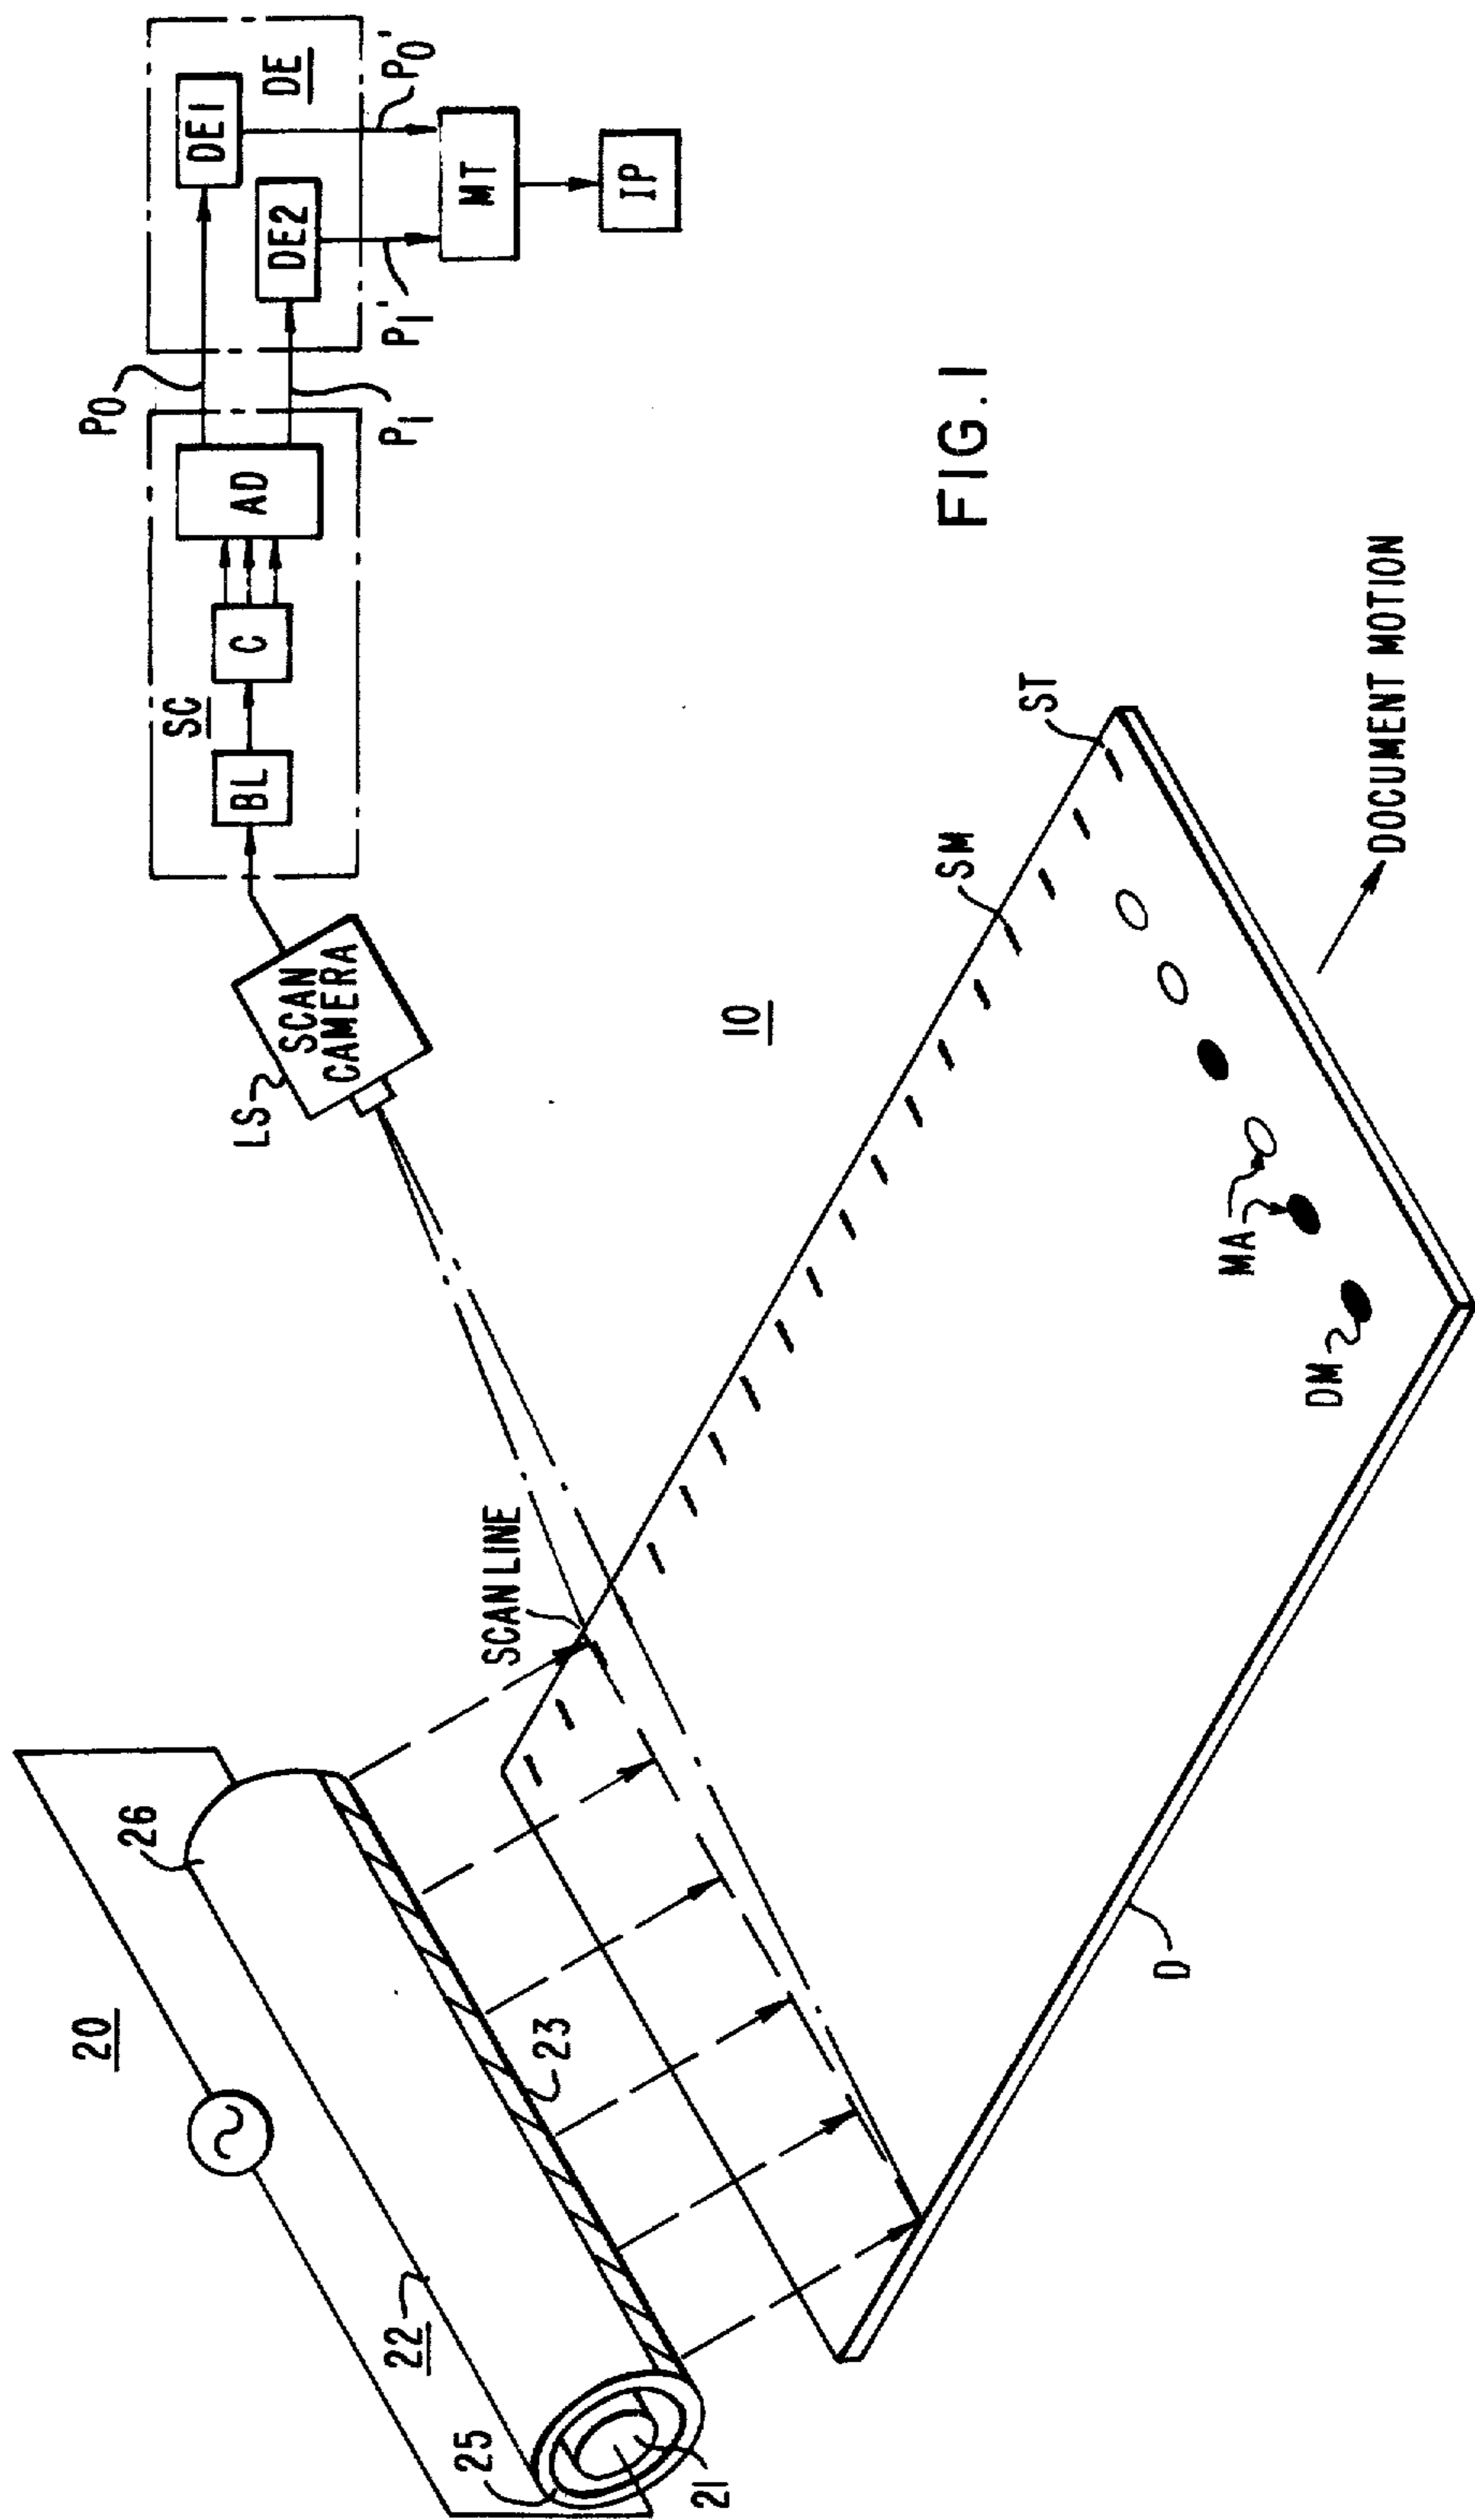 20
22
25
21
26
23
SCAN LINE
LS
SCAN
CAMERA
SC
BL
C
AD
P0
P1
DE
DE1
DE2
P0'
P1'
MT
IP
10
SM
ST
MA
DM
D
DOCUMENT MOTION
FIG. 1